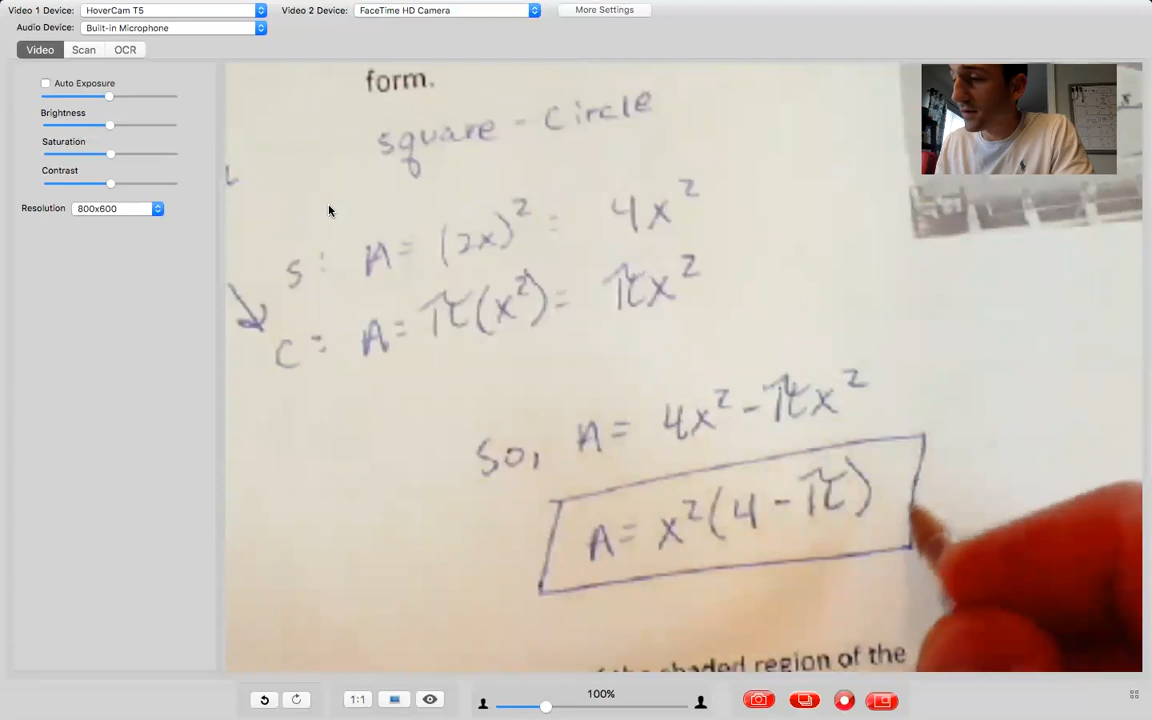 Video 1 Device: HoverCam T5 Video 2 Device: FaceTime HD Camera More Settings
Audio Device: Built-in Microphone
Video Scan OCR
Auto Exposure
Brightness
Saturation
Contrast
Resolution 800x600
form.
square - Circle
S: A = (2x)² = 4x²
C: A = π(x²) = πx²
So, A = 4x² - πx²
A = x²(4 - π)
shaded region of the
1:1 100%